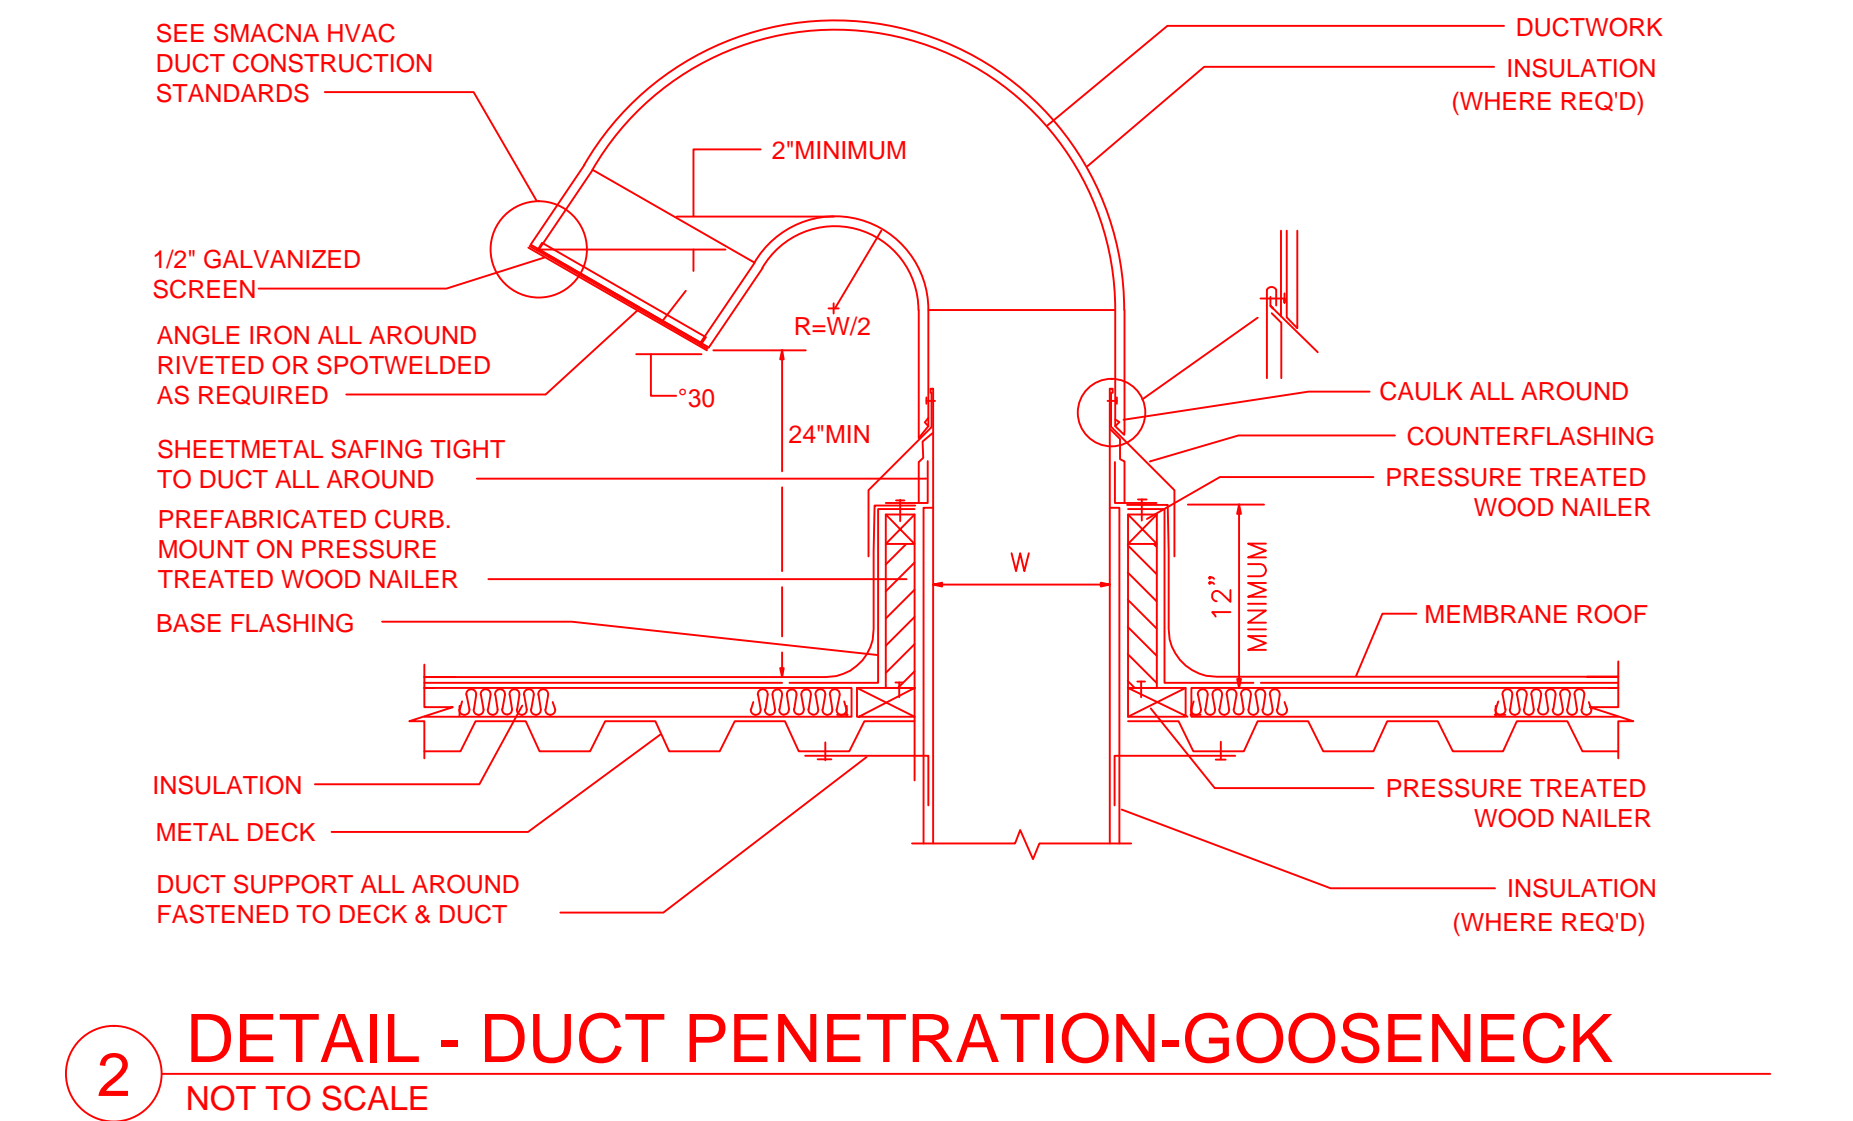 SEE SMACNA HVAC
DUCT CONSTRUCTION
STANDARDS
1/2" GALVANIZED
SCREEN
ANGLE IRON ALL AROUND
RIVETED OR SPOTWELDED
AS REQUIRED
SHEETMETAL SAFING TIGHT
TO DUCT ALL AROUND
PREFABRICATED CURB.
MOUNT ON PRESSURE
TREATED WOOD NAILER
BASE FLASHING
INSULATION
METAL DECK
DUCT SUPPORT ALL AROUND
FASTENED TO DECK & DUCT
2"MINIMUM
R=W/2
°30
24"MIN
W
12”
MINIMUM
DUCTWORK
INSULATION
(WHERE REQ'D)
CAULK ALL AROUND
COUNTERFLASHING
PRESSURE TREATED
WOOD NAILER
MEMBRANE ROOF
PRESSURE TREATED
WOOD NAILER
INSULATION
(WHERE REQ'D)
2
DETAIL - DUCT PENETRATION-GOOSENECK
NOT TO SCALE